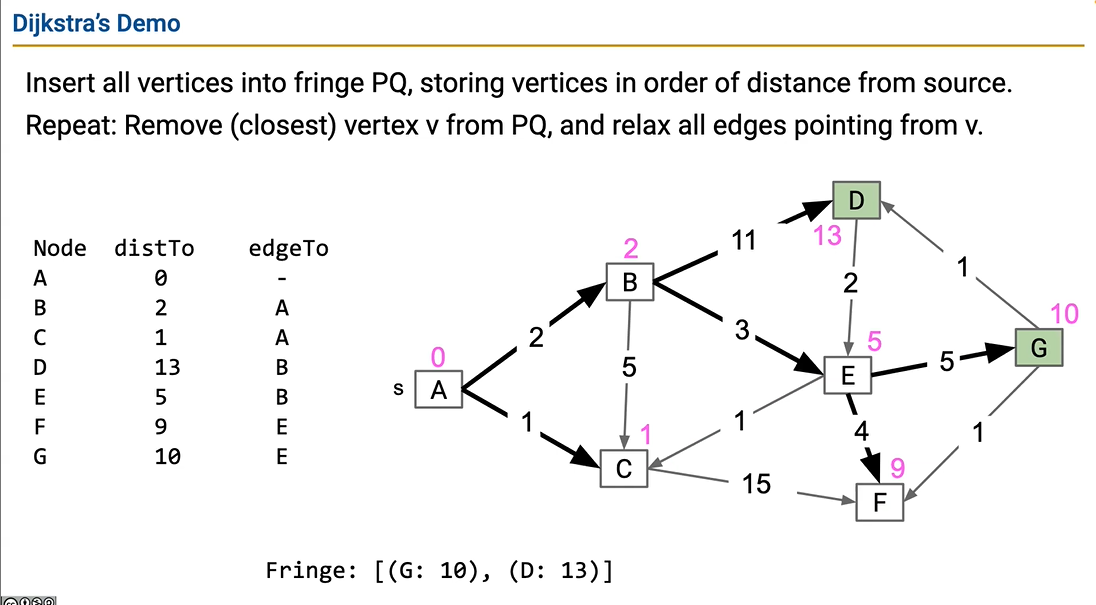 Dijkstra's Demo
Insert all vertices into fringe PQ, storing vertices in order of distance from source.
Repeat: Remove (closest) vertex v from PQ, and relax all edges pointing from v.
Node distTo edgeTo
A 0 -
B 2 A
C 1 A
D 13 B
E 5 B
F 9 E
G 10 E
D
13
11
2
B
2
1
10
G
3
5
E
5
2
0
s A
5
1
1
4
1
1
C
15
9
F
Fringe: [(G: 10), (D: 13)]